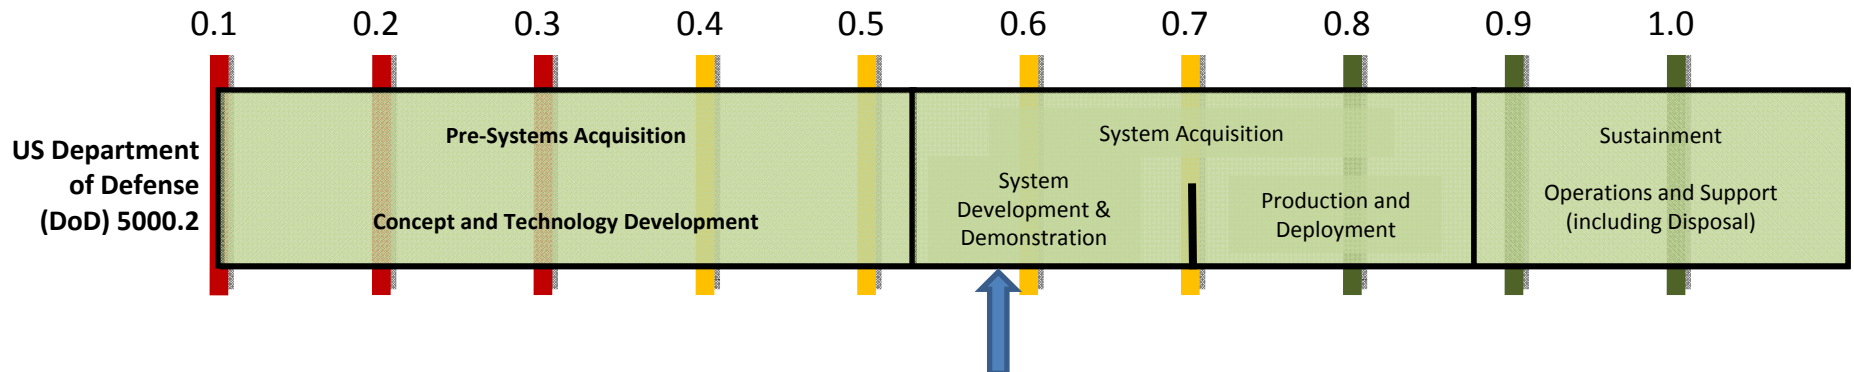 0.1 0.2 0.3 0.4 0.5 0.6 0.7 0.8 0.9 1.0
US Department
of Defense
(DoD) 5000.2
Pre-Systems Acquisition
Concept and Technology Development
System Acquisition
System
Development &
Demonstration
Production and
Deployment
Sustainment
Operations and Support
(including Disposal)